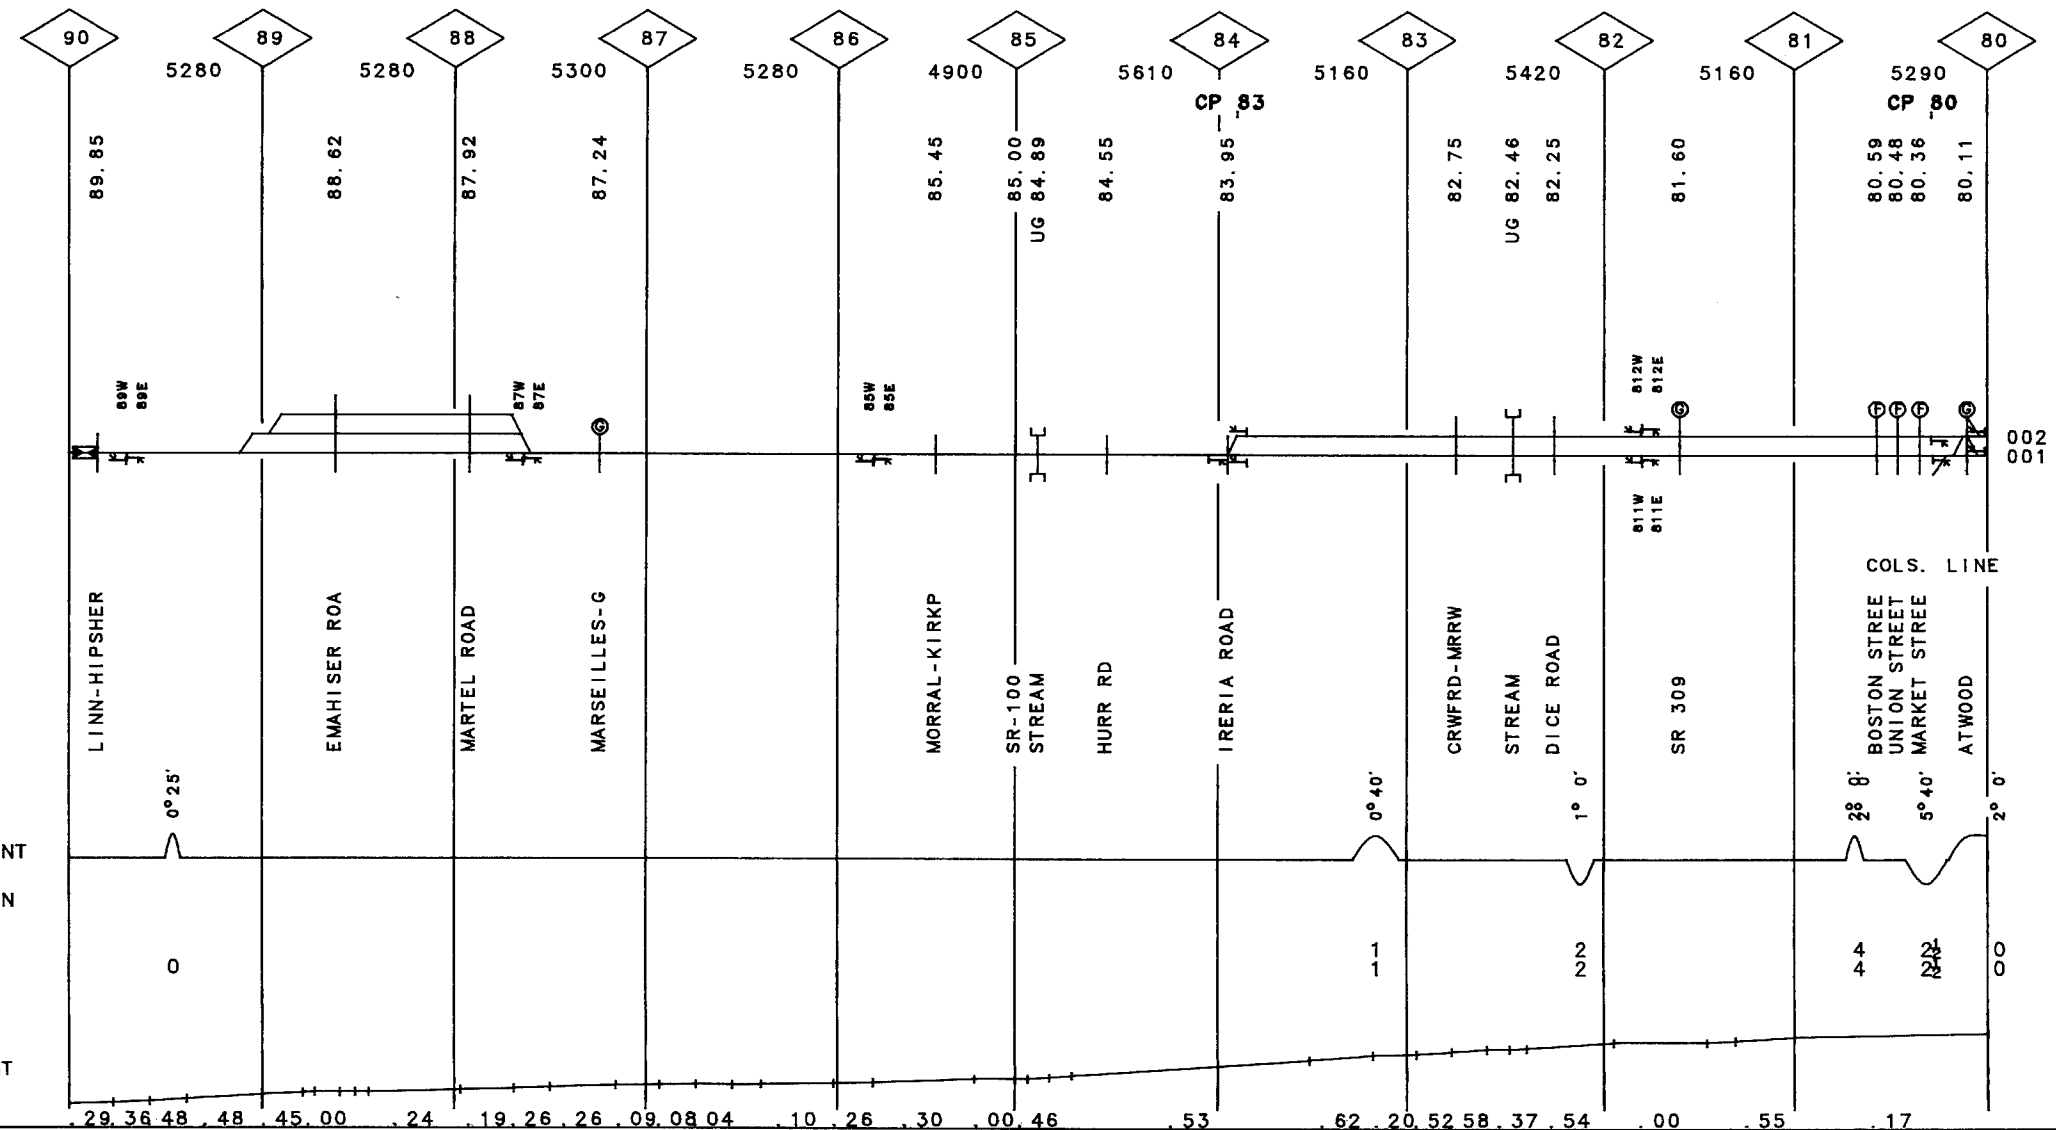 90 89 88 87 86 85 84 83 82 81 80
5280 5280 5300 5280 4900 5610 5160 5420 5160 5290
CP 83 CP 80
89.85
88.62
87.92
87.24
85.45
85.00
UG 84.89
84.55
83.95
82.75
UG 82.46
82.25
81.60
80.59
80.48
80.36
80.11
89W
89E
87W
87E
85W
85E
812W
812E
G
G
F
F
F
G
002
001
811W
811E
COLS. LINE
LINN-HIPSHER
EMAHISER ROA
MARTEL ROAD
MARSEILLES-G
MORRAL-KIRKP
SR-100-
STREAM
HURR RD
IRERIA ROAD
CRWFRD-MRRW
STREAM
DICE ROAD
SR 309
BOSTON STREE
UNION STREET
MARKET STREE
ATWOOD
0°25'
0°40'
1° 0'
5°40'
2° 0'
NT
N
1 2 4 0
0 1 2 4 0
T
.29 .36 .48 .48 .45 .00 .24 .19 .26 .26 .09 .08 04 .10 .26 .30 .00 .46 .53 .62 .20 .52 58 .37 .54 .00 .55 .17